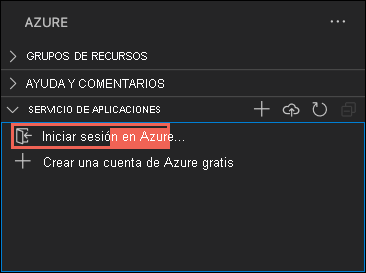 AZURE
GRUPOS DE RECURSOS
AYUDA Y COMENTARIOS
SERVICIO DE APLICACIONES
Iniciar sesión en Azure...
Crear una cuenta de Azure gratis